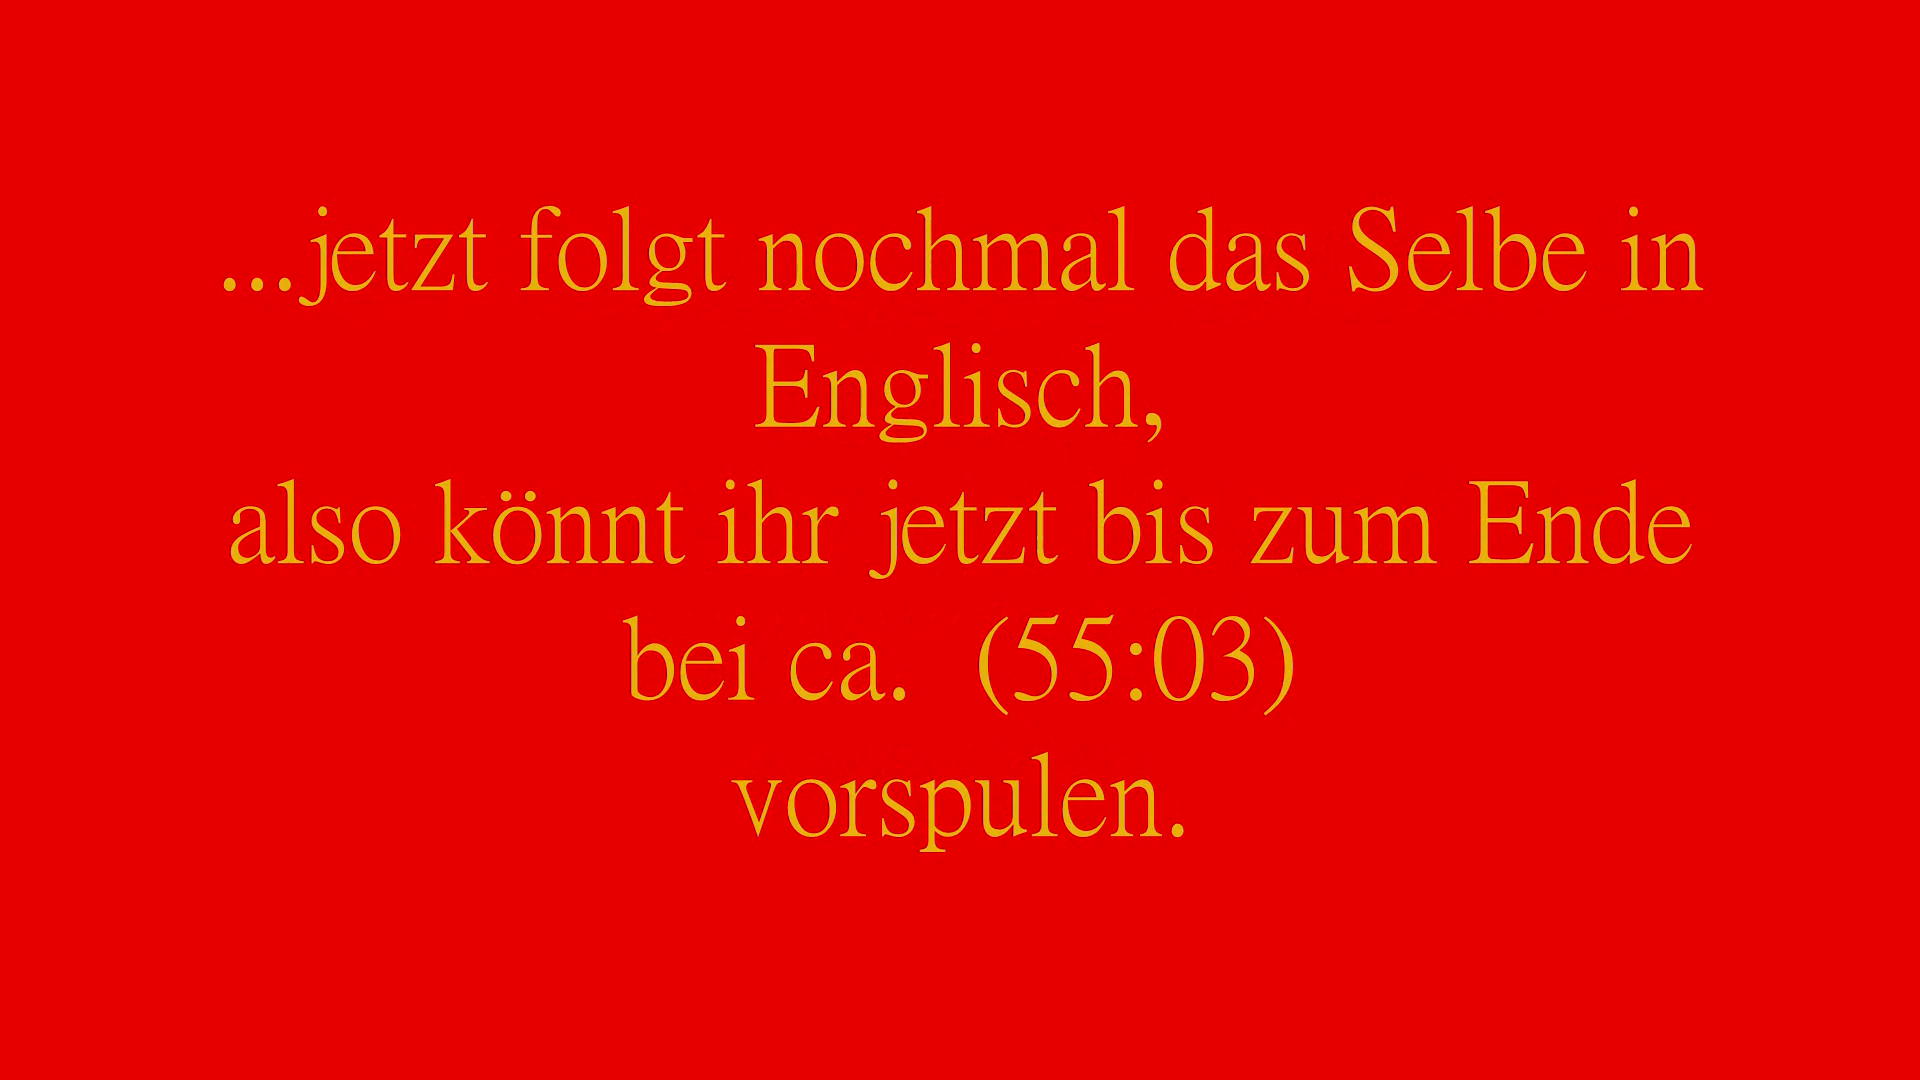 ...jetzt folgt nochmal das Selbe in
Englisch,
also könnt ihr jetzt bis zum Ende
bei ca.  (55:03)
vorspulen.